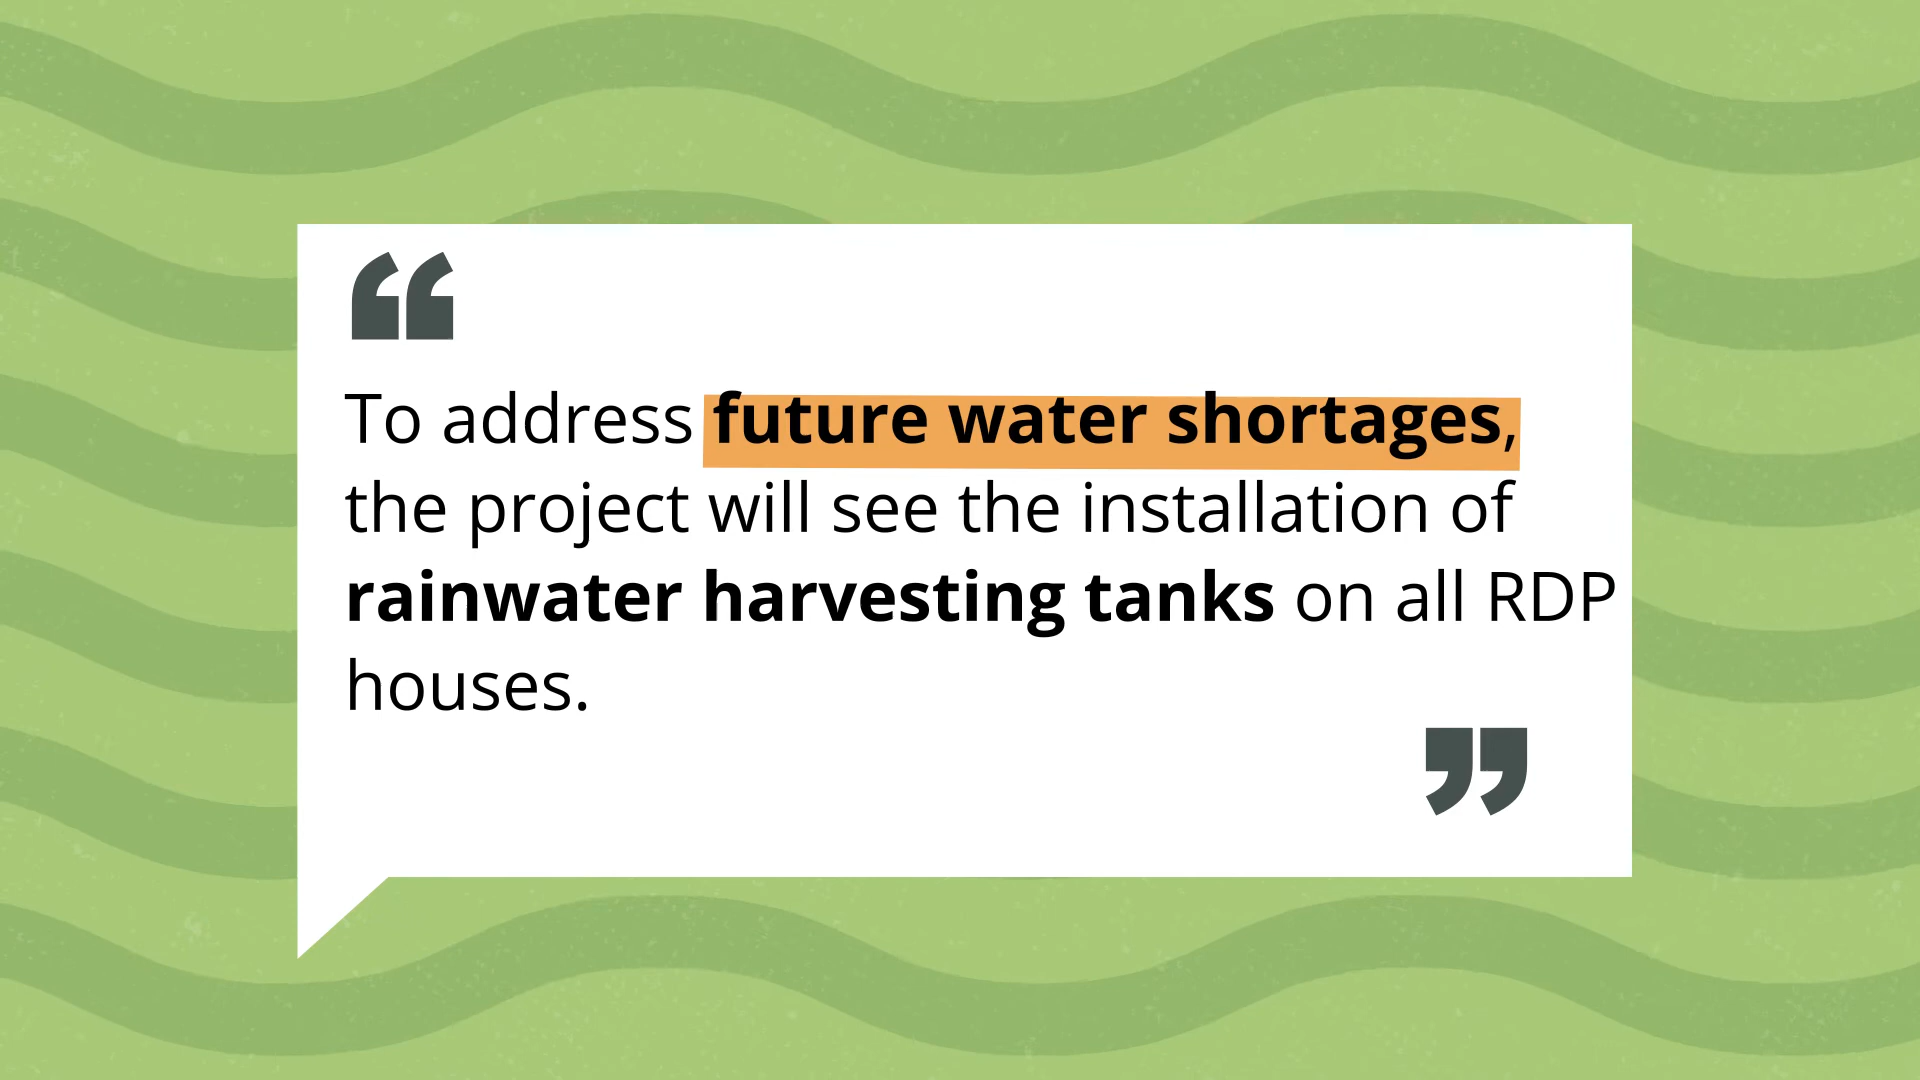 “
To address future water shortages,
the project will see the installation of
rainwater harvesting tanks on all RDP
houses.
”